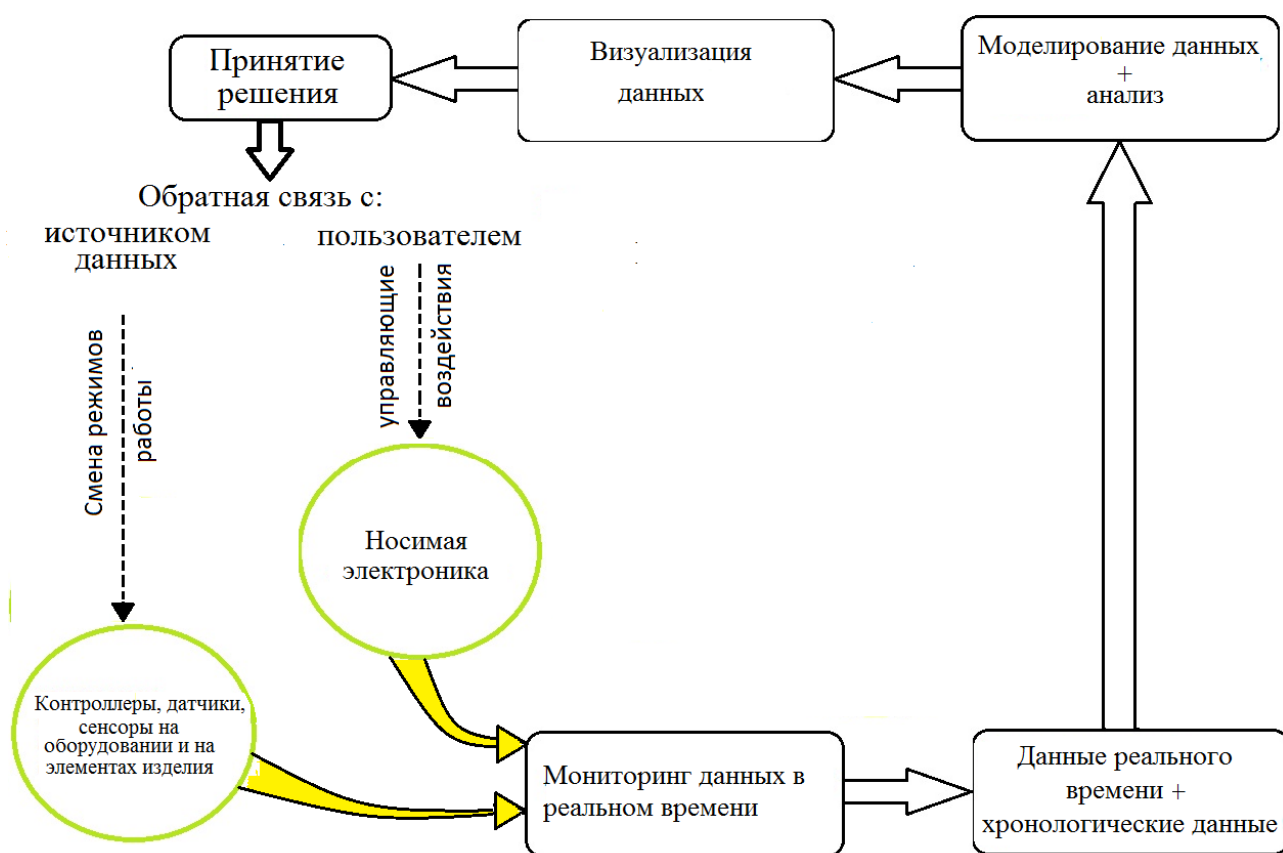 Принятие
решения
Визуализация
данных
Моделирование данных
+
анализ
Обратная связь с:
источником
данных
пользователем
Смена режимов
работы
управляющие
воздействия
Носимая
электроника
Контроллеры, датчики,
сенсоры на
оборудовании и на
элементах изделия
Мониторинг данных в
реальном времени
Данные реального
времени +
хронологические данные